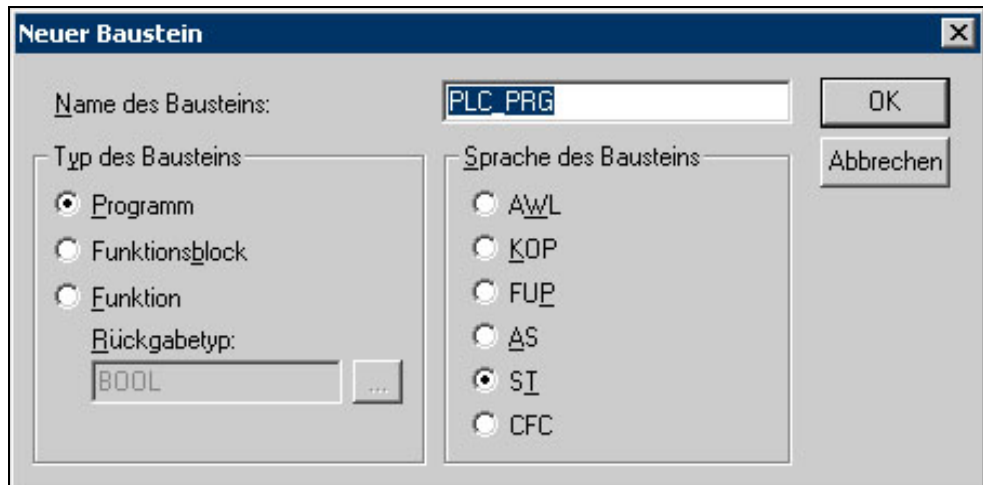 Neuer Baustein
Name des Bausteins:
PLC_PRG
OK
Abbrechen
Typ des Bausteins
Programm
Funktionsblock
Funktion
Rückgabetyp:
BOOL
...
Sprache des Bausteins
AWL
KOP
FUP
AS
ST
CFC